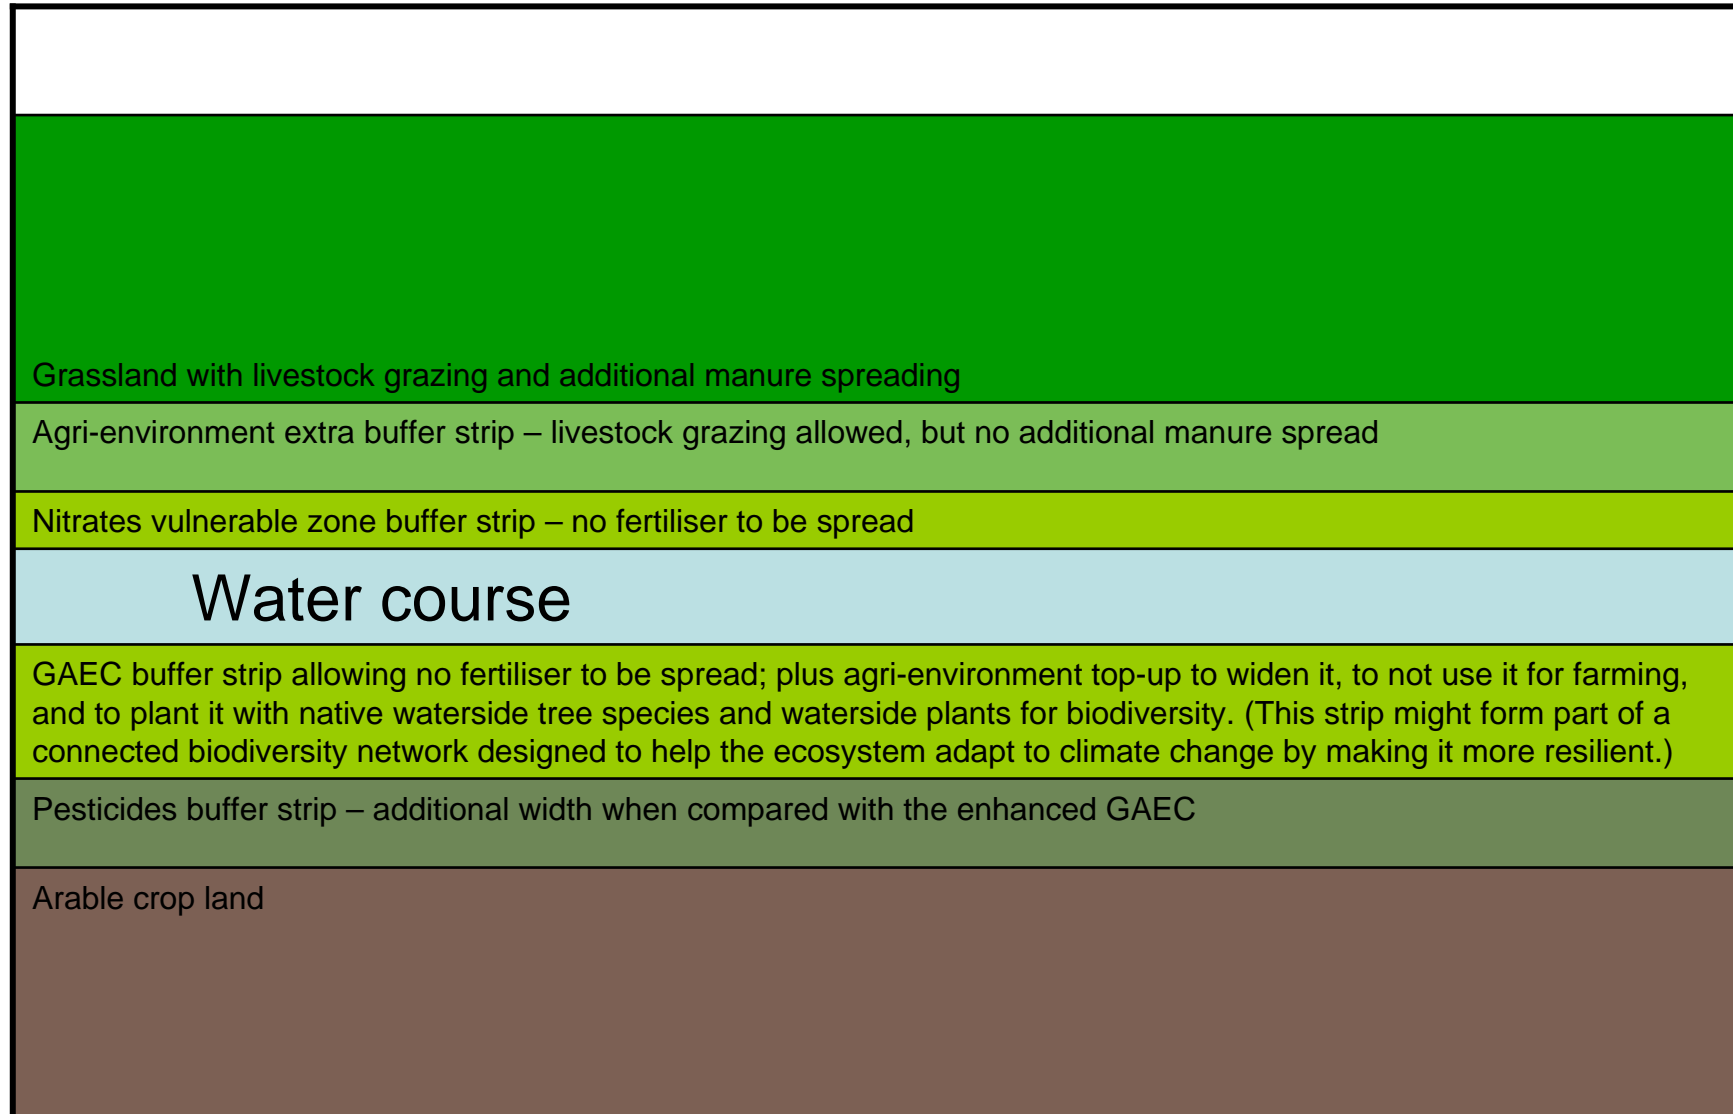 Grassland with livestock grazing and additional manure spreading
Agri-environment extra buffer strip – livestock grazing allowed, but no additional manure spread
Nitrates vulnerable zone buffer strip – no fertiliser to be spread
Water course
GAEC buffer strip allowing no fertiliser to be spread; plus agri-environment top-up to widen it, to not use it for farming,
and to plant it with native waterside tree species and waterside plants for biodiversity. (This strip might form part of a
connected biodiversity network designed to help the ecosystem adapt to climate change by making it more resilient.)
Pesticides buffer strip – additional width when compared with the enhanced GAEC
Arable crop land